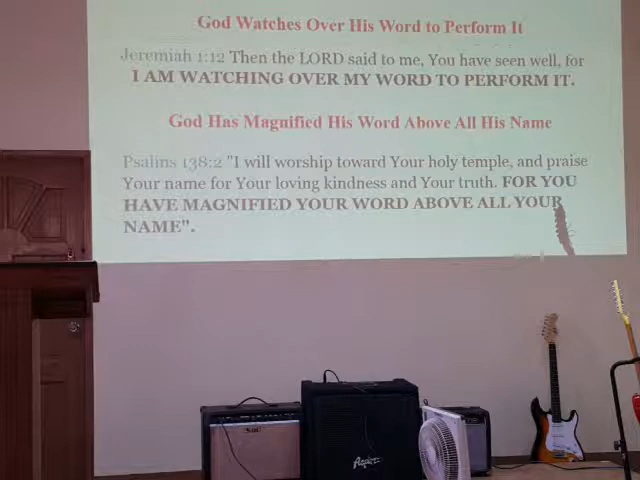 God Watches Over His Word to Perform It
Jeremiah 1:12 Then the LORD said to me, You have seen well, for
I AM WATCHING OVER MY WORD TO PERFORM IT.
God Has Magnified His Word Above All His Name
Psalms 138:2 "I will worship toward Your holy temple, and praise
Your name for Your loving kindness and Your truth. FOR YOU
HAVE MAGNIFIED YOUR WORD ABOVE ALL YOUR
NAME".